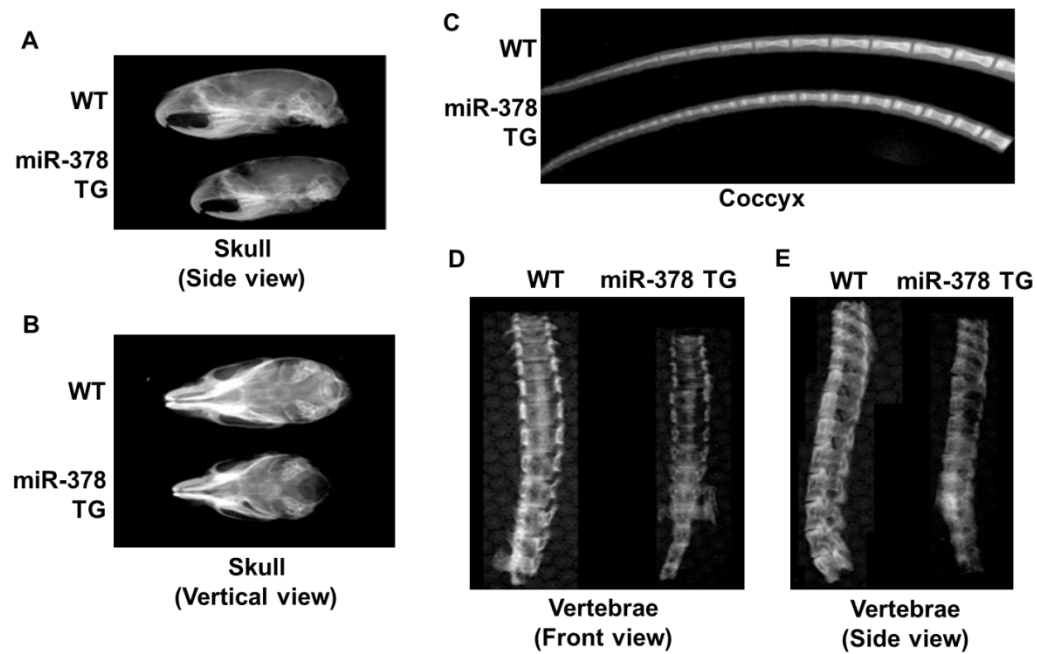 A
WT
miR-378
TG
Skull
(Side view)
B
WT
miR-378
TG
Skull
(Vertical view)
C
WT
miR-378
TG
Coccyx
D
WT miR-378 TG
Vertebrae
(Front view)
E
WT miR-378 TG
Vertebrae
(Side view)